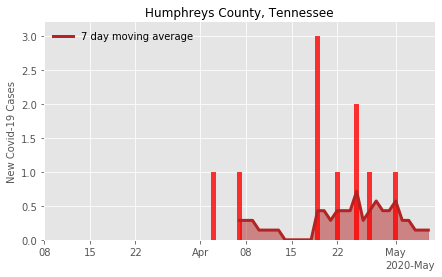 Humphreys County, Tennessee
7 day moving average
New Covid-19 Cases
3.0
2.5
2.0
1.5
1.0
0.5
0.0
08 15 22 Apr 08 15 22 May
2020-May